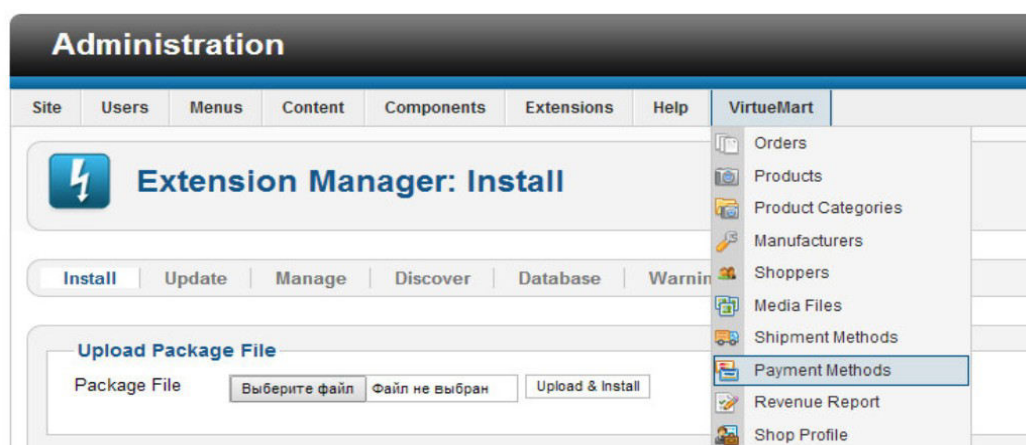 Administration
Site Users Menus Content Components Extensions Help VirtueMart
Orders
Extension Manager: Install
Products
Product Categories
Manufacturers
Install Update Manage Discover Database
Shoppers
Media Files
Shipment Methods
Upload Package File
Payment Methods
Package File Выберите файл Файл не выбран Upload & Install
Revenue Report
Shop Profile